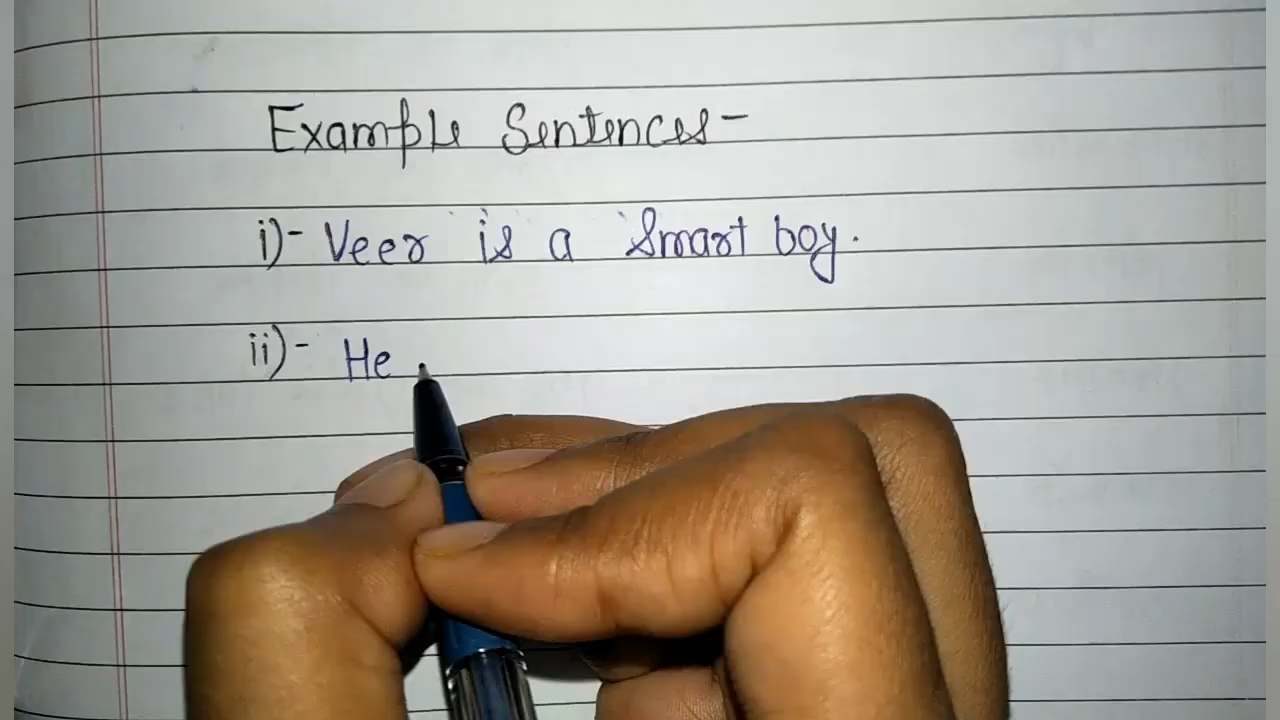 Example Sentences-
i)- Veer is a Smart boy.
ii)- He